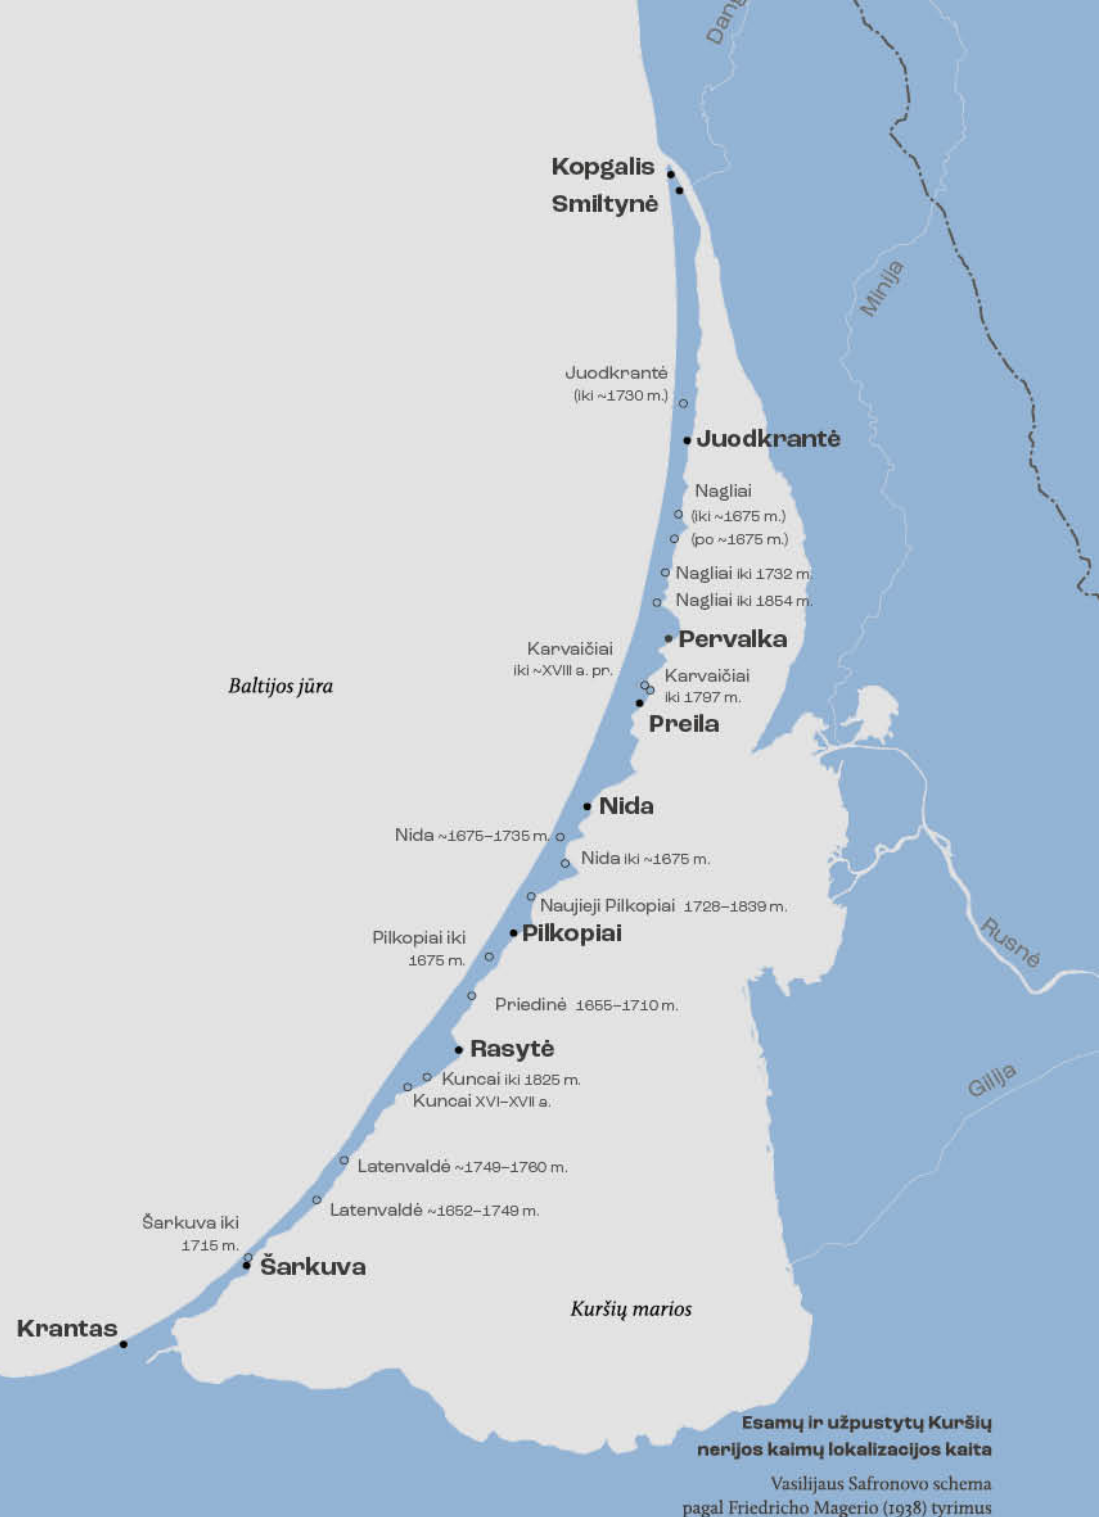 Dang
Kopgalis
Smiltynė
Minija
Juodkrantė
(iki ~1730 m.)
Juodkrantė
Nagliai
(iki ~1675 m.)
(po ~1675 m.)
Nagliai iki 1732 m.
Nagliai iki 1854 m.
Pervalka
Karvaičiai
iki ~XVIII a. pr.
Karvaičiai
iki 1797 m.
Baltijos jūra
Preila
Nida
Nida ~1675–1735 m.
Nida iki ~1675 m.
Naujieji Pilkopiai 1728–1839 m.
Pilkopiai
Pilkopiai iki
1675 m.
Rusnė
Priedinė 1655–1710 m.
Rasytė
Kuncai iki 1825 m.
Kuncai XVI–XVII a.
Gilija
Latenvaldė ~1749–1760 m.
Latenvaldė ~1652–1749 m.
Šarkuva iki
1715 m.
Šarkuva
Kuršių marios
Krantas
Esamų ir užpustytų Kuršių
nerijos kaimų lokalizacijos kaita
Vasilijaus Safronovo schema
pagal Friedricho Magerio (1938) tyrimus